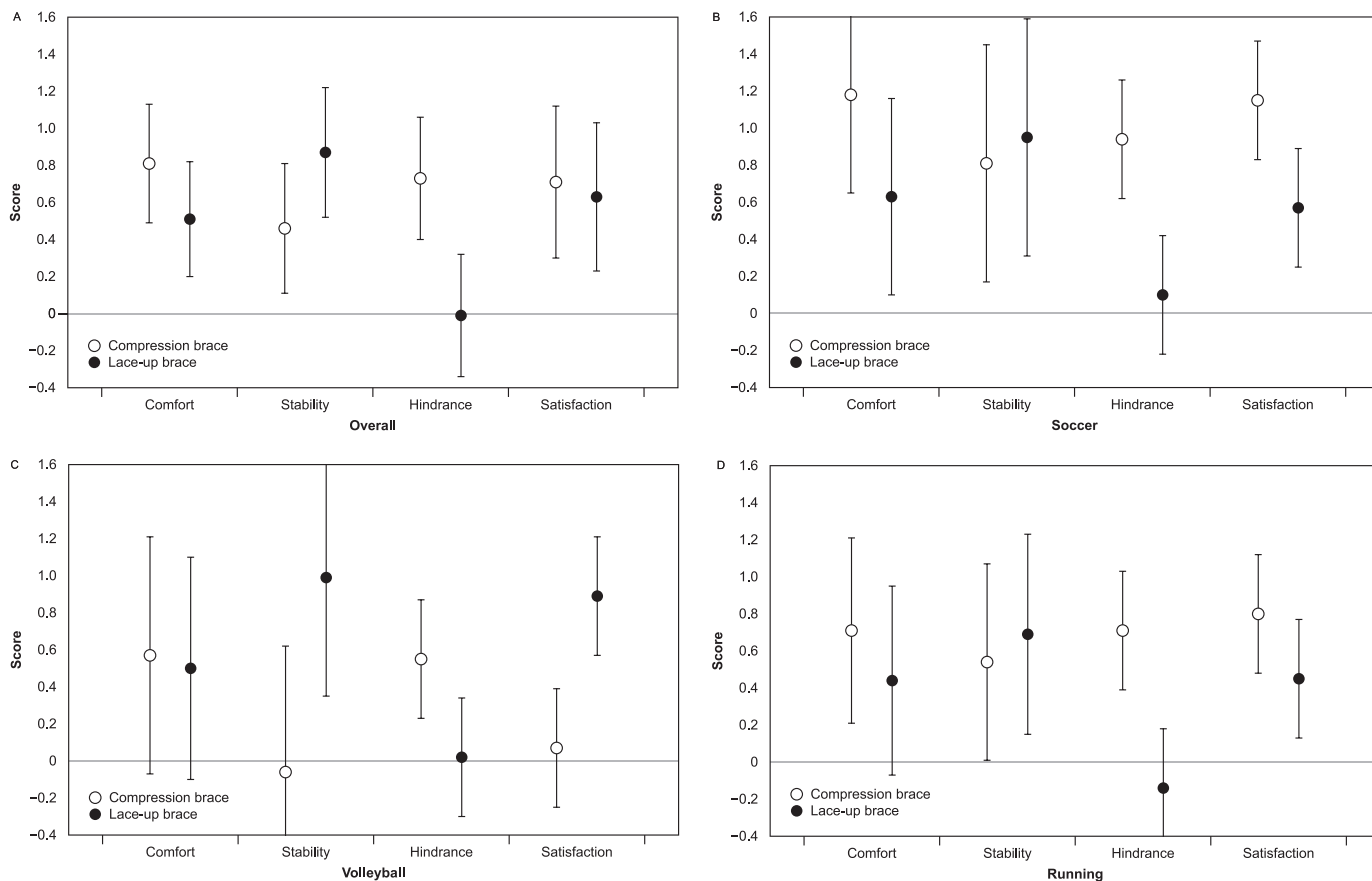 A
1.6
1.4
1.2
1.0
0.8
0.6
0.4
0.2
0
−0.2
−0.4
Score
Compression brace
Lace-up brace
Comfort Stability Hindrance Satisfaction
Overall
B
1.6
1.4
1.2
1.0
0.8
0.6
0.4
0.2
0
−0.2
−0.4
Score
Compression brace
Lace-up brace
Comfort Stability Hindrance Satisfaction
Soccer
C
1.6
1.4
1.2
1.0
0.8
0.6
0.4
0.2
0
−0.2
−0.4
Score
Compression brace
Lace-up brace
Comfort Stability Hindrance Satisfaction
Volleyball
D
1.6
1.4
1.2
1.0
0.8
0.6
0.4
0.2
0
−0.2
−0.4
Score
Compression brace
Lace-up brace
Comfort Stability Hindrance Satisfaction
Running